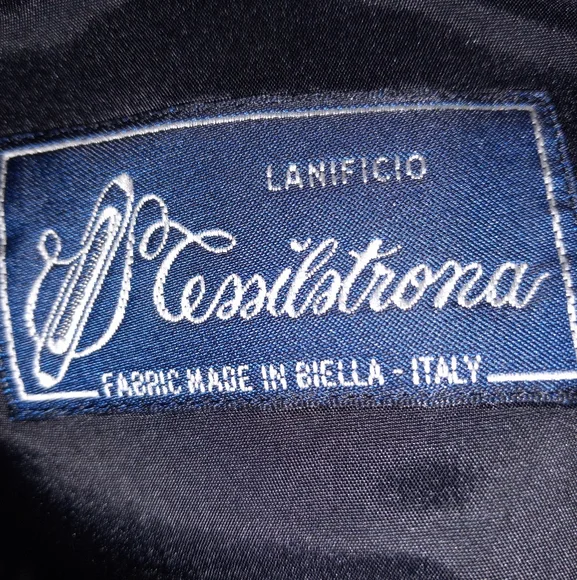 LANIFICIO
Tessilstrona
FABRIC MADE IN BIELLA - ITALY